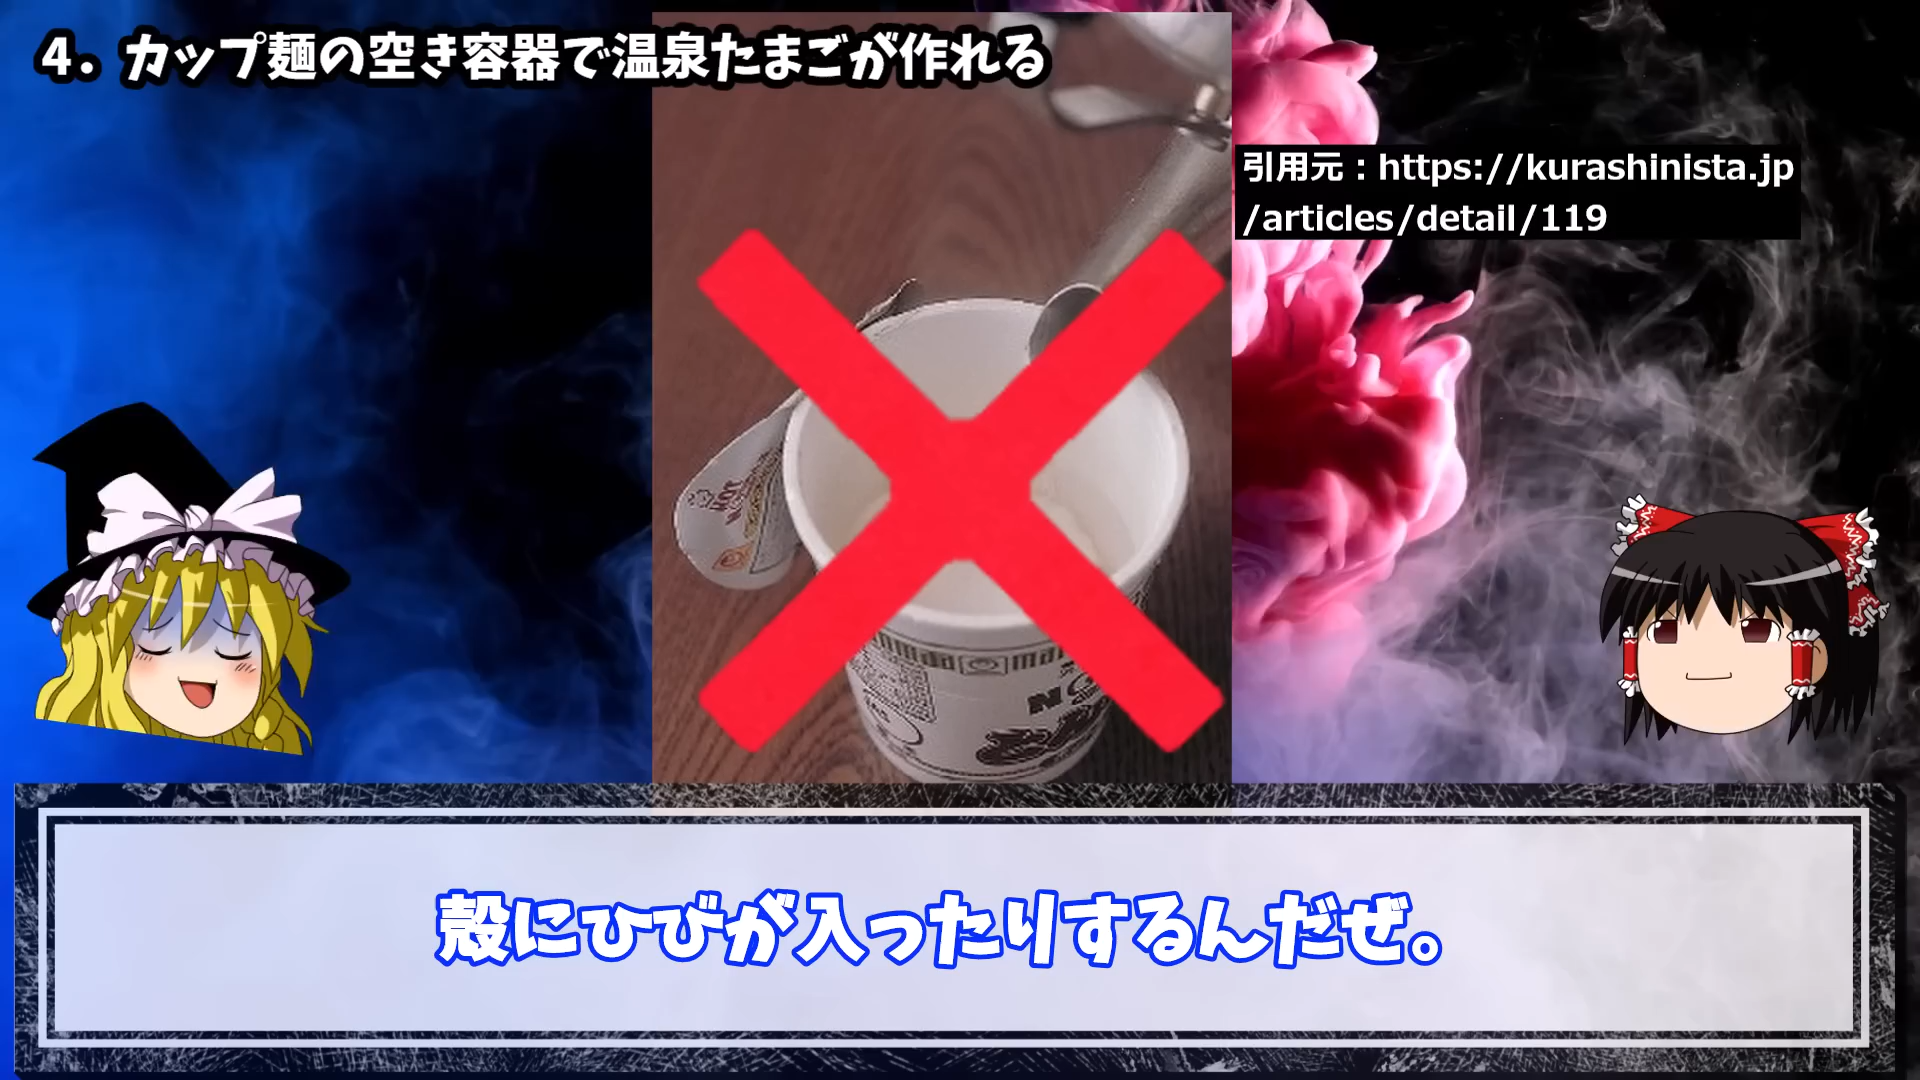 4．カップ麺の空き容器で温泉たまごが作れる
引用元：https://kurashinista.jp
/articles/detail/119
殻にひびが入ったりするんだぜ。